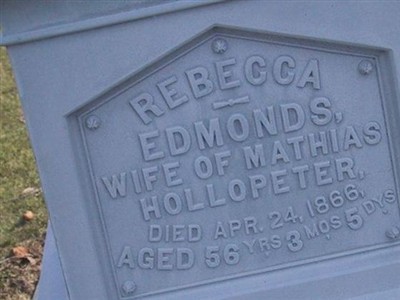 REBECCA
EDMONDS,
WIFE OF MATHIAS
HOLLOPETER,
DIED APR. 24, 1866,
AGED 56 YRS 3 MOS 5 DYS